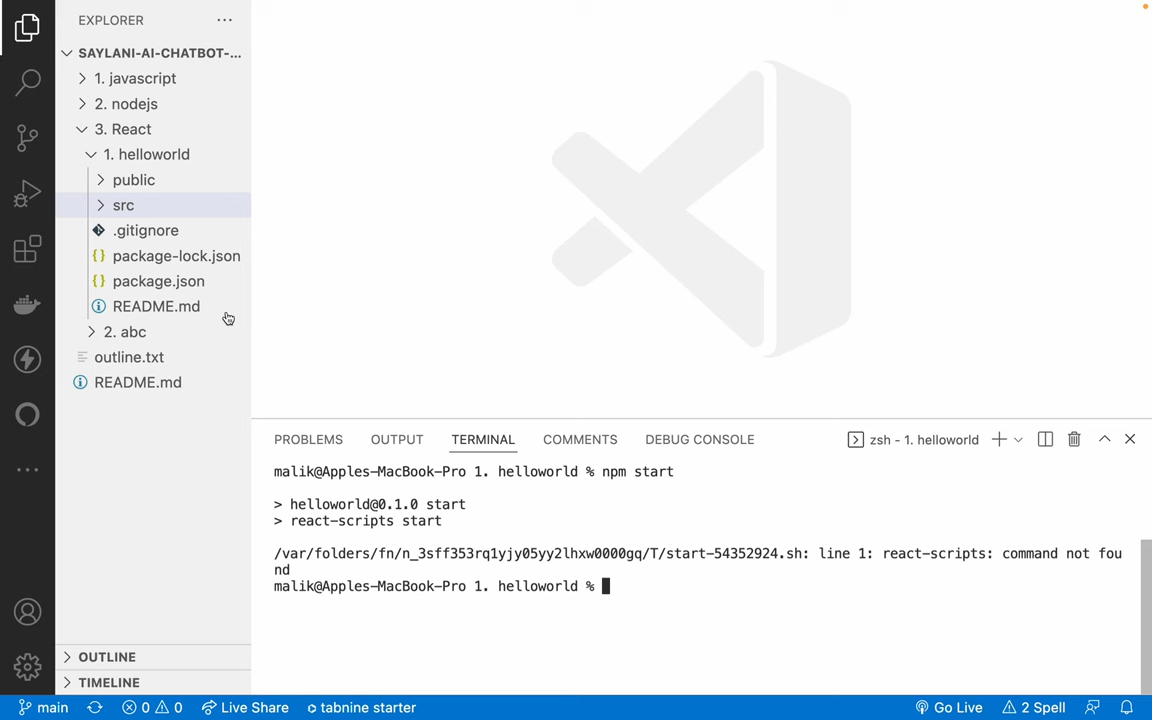 EXPLORER
SAYLANI-AI-CHATBOT-...
1. javascript
2. nodejs
3. React
1. helloworld
public
src
.gitignore
package-lock.json
package.json
README.md
2. abc
outline.txt
README.md
OUTLINE
TIMELINE
PROBLEMS OUTPUT TERMINAL COMMENTS DEBUG CONSOLE zsh - 1. helloworld
malik@Apples-MacBook-Pro 1. helloworld % npm start
> helloworld@0.1.0 start
> react-scripts start
/var/folders/fn/n_3sff353rq1yjy05yy2lhxw0000gq/T/start-54352924.sh: line 1: react-scripts: command not fou
nd
malik@Apples-MacBook-Pro 1. helloworld %
main 0 0 Live Share tabnine starter Go Live 2 Spell